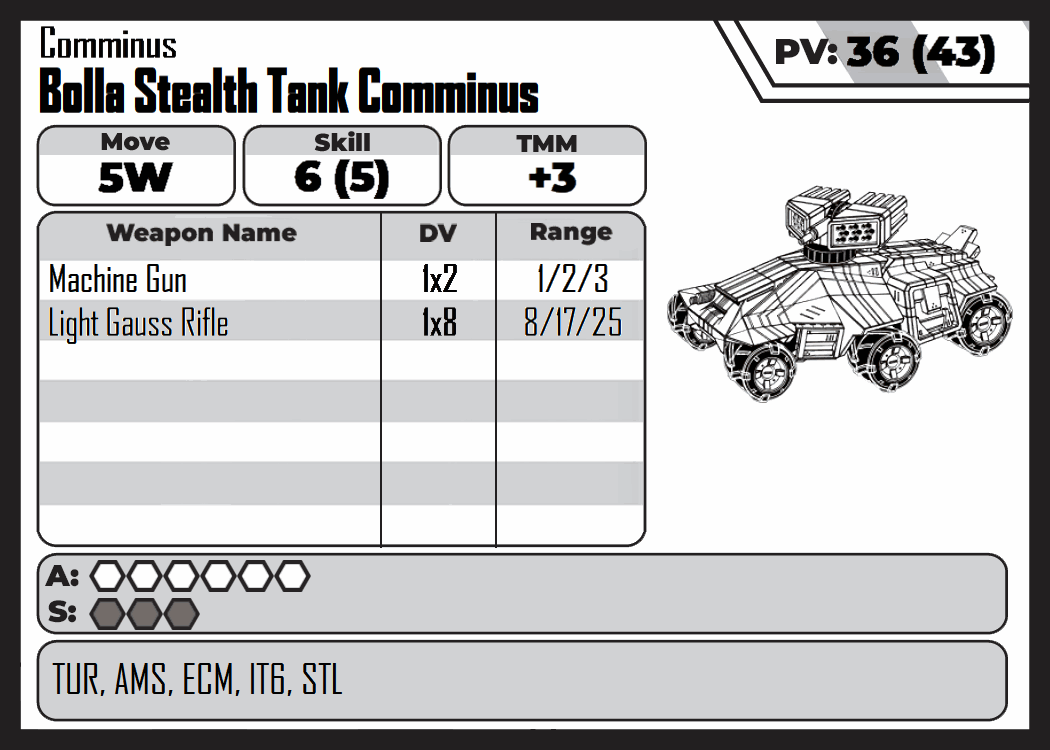 Comminus
PV: 36 (43)
Bolla Stealth Tank Comminus
Move Skill TMM
5W 6 (5) +3
Weapon Name DV Range
Machine Gun 1x2 1/2/3
Light Gauss Rifle 1x8 8/17/25
A:
S:
TUR, AMS, ECM, IT6, STL